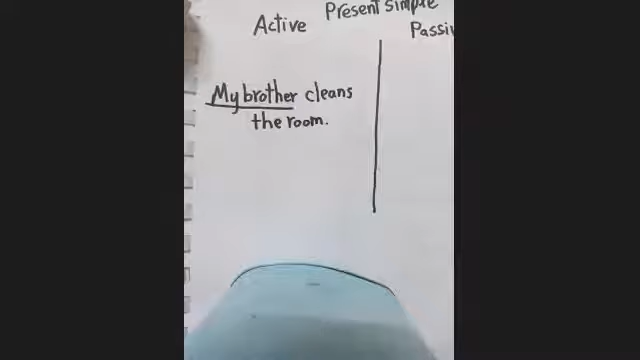 Present simple
Active
Passiv
My brother cleans
the room.